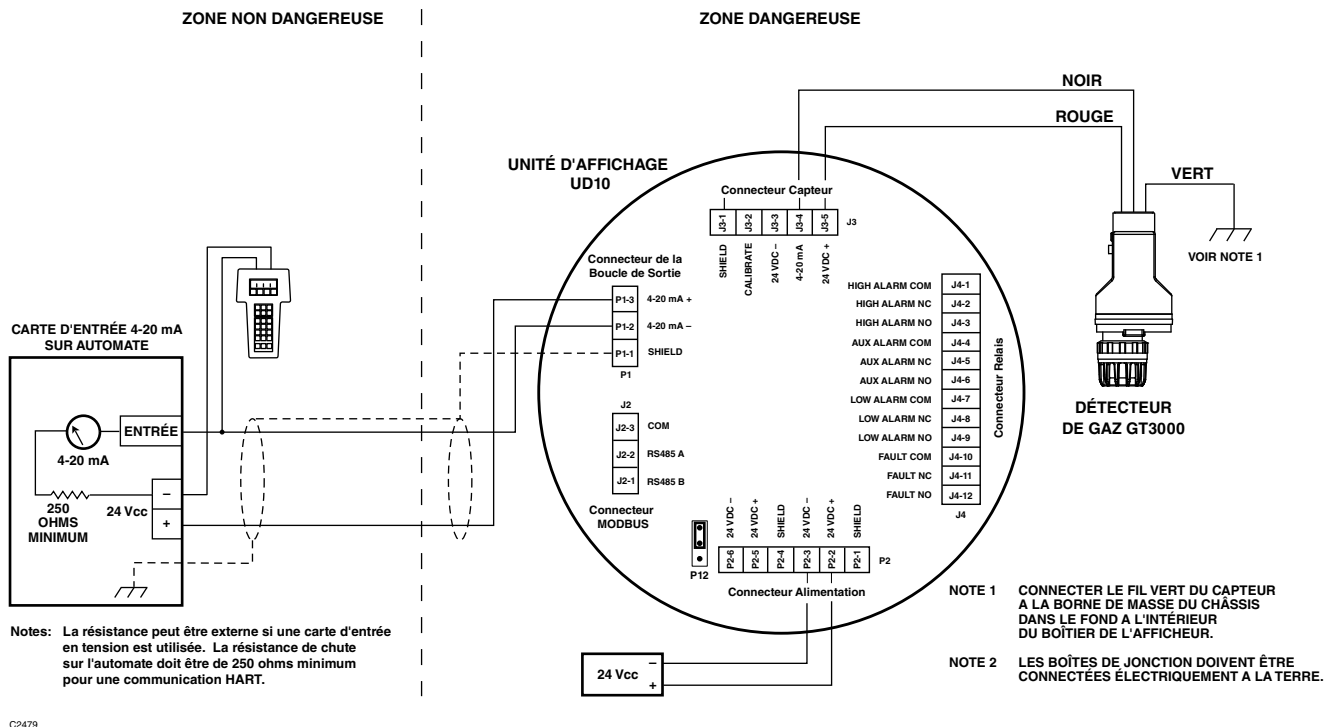 ZONE NON DANGEREUSE
ZONE DANGEREUSE
NOIR
ROUGE
VERT
VOIR NOTE 1
DÉTECTEUR
DE GAZ GT3000
UNITÉ D'AFFICHAGE
UD10
Connecteur Capteur
J3-1
J3-2
J3-3
J3-4
J3-5
J3
SHIELD
CALIBRATE
24 VDC –
4-20 mA
24 VDC +
Connecteur de la
Boucle de Sortie
P1-3 4-20 mA +
P1-2 4-20 mA –
P1-1 SHIELD
P1
J2
J2-3 COM
J2-2 RS485 A
J2-1 RS485 B
Connecteur
MODBUS
HIGH ALARM COM J4-1
HIGH ALARM NC J4-2
HIGH ALARM NO J4-3
AUX ALARM COM J4-4
AUX ALARM NC J4-5
AUX ALARM NO J4-6
LOW ALARM COM J4-7
LOW ALARM NC J4-8
LOW ALARM NO J4-9
FAULT COM J4-10
FAULT NC J4-11
FAULT NO J4-12
J4
Connecteur Relais
24 VDC –
24 VDC +
SHIELD
24 VDC –
24 VDC +
SHIELD
P2-6
P2-5
P2-4
P2-3
P2-2
P2-1
P2
P12
Connecteur Alimentation
24 Vcc
–
+
CARTE D'ENTRÉE 4-20 mA
SUR AUTOMATE
ENTRÉE
4-20 mA
250
OHMS
MINIMUM
24 Vcc
–
+
Notes: La résistance peut être externe si une carte d'entrée
en tension est utilisée. La résistance de chute
sur l'automate doit être de 250 ohms minimum
pour une communication HART.
NOTE 1 CONNECTER LE FIL VERT DU CAPTEUR
A LA BORNE DE MASSE DU CHÂSSIS
DANS LE FOND A L'INTÉRIEUR
DU BOÎTIER DE L'AFFICHEUR.
NOTE 2 LES BOÎTES DE JONCTION DOIVENT ÊTRE
CONNECTÉES ÉLECTRIQUEMENT A LA TERRE.
C2479